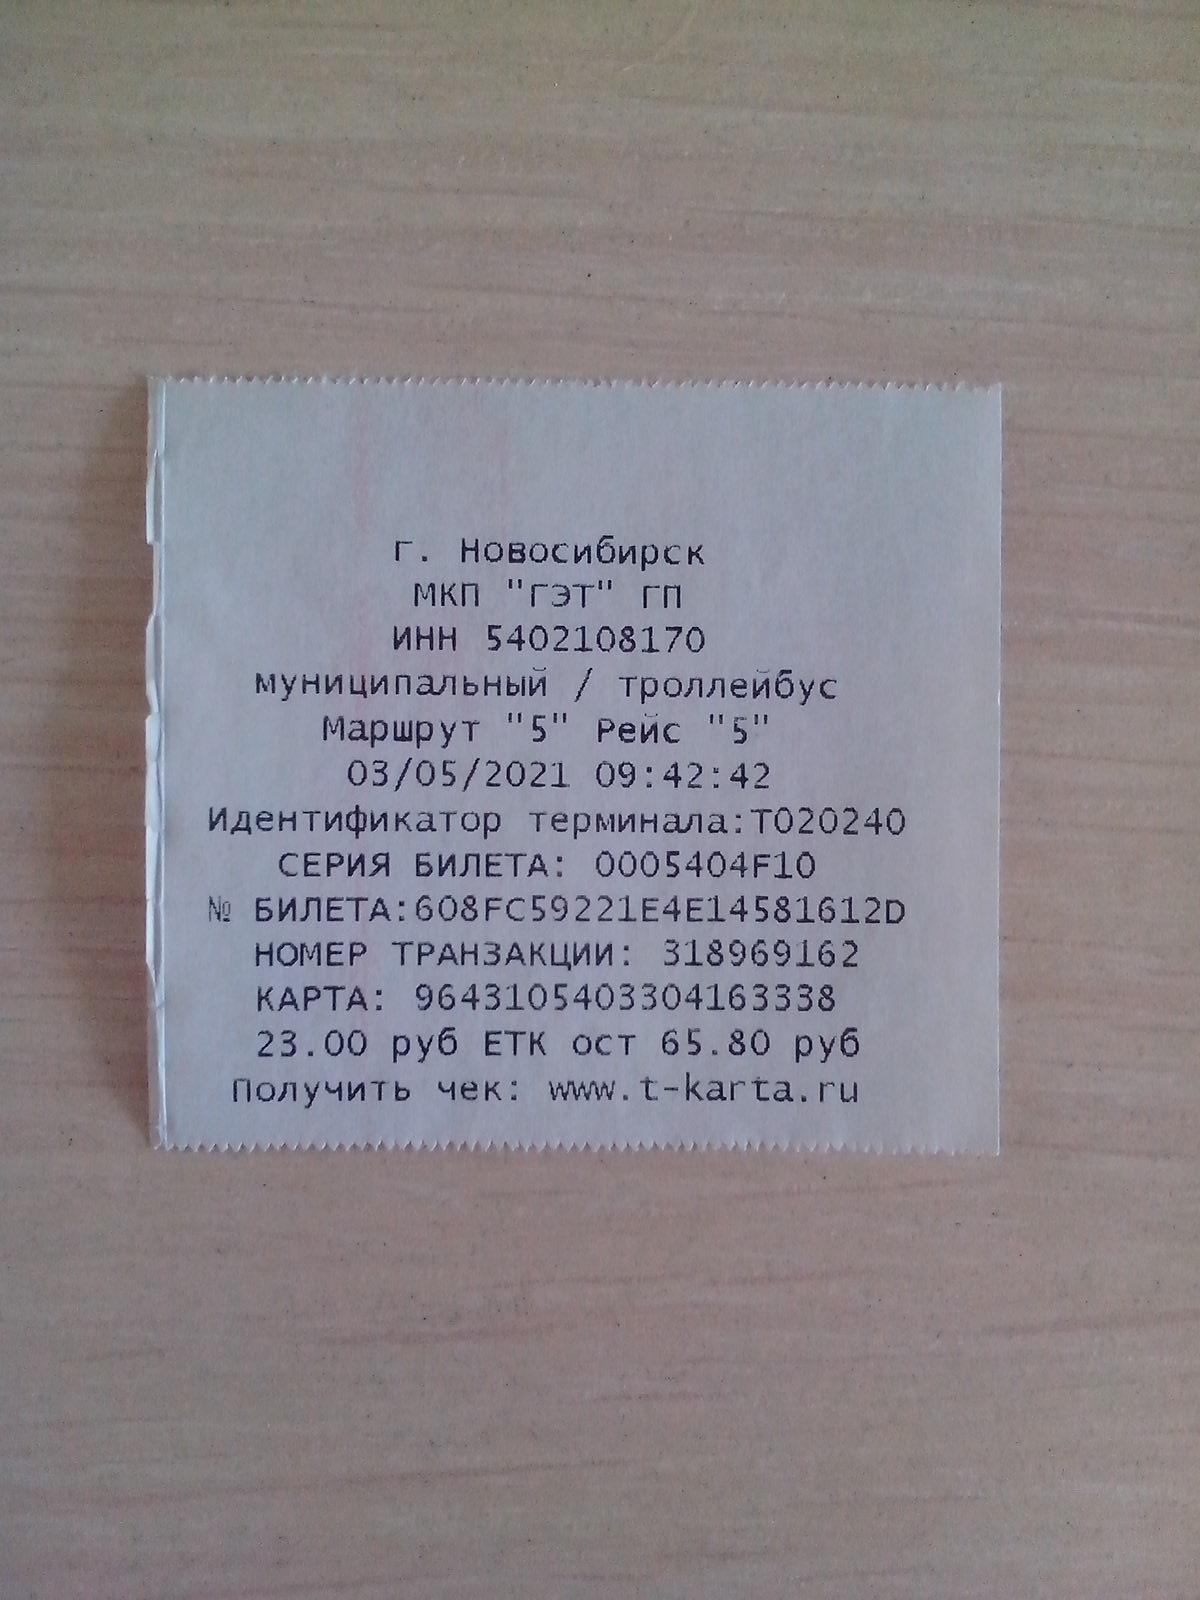 г. Новосибирск
МКП "ГЭТ" ГП
ИНН 5402108170
муниципальный / троллейбус
Маршрут "5" Рейс "5"
03/05/2021 09:42:42
Идентификатор терминала:Т020240
СЕРИЯ БИЛЕТА: 0005404F10
№ БИЛЕТА:608FC59221E4E14581612D
НОМЕР ТРАНЗАКЦИИ: 318969162
КАРТА: 9643105403304163338
23.00 руб ЕТК ост 65.80 руб
Получить чек: www.t-karta.ru